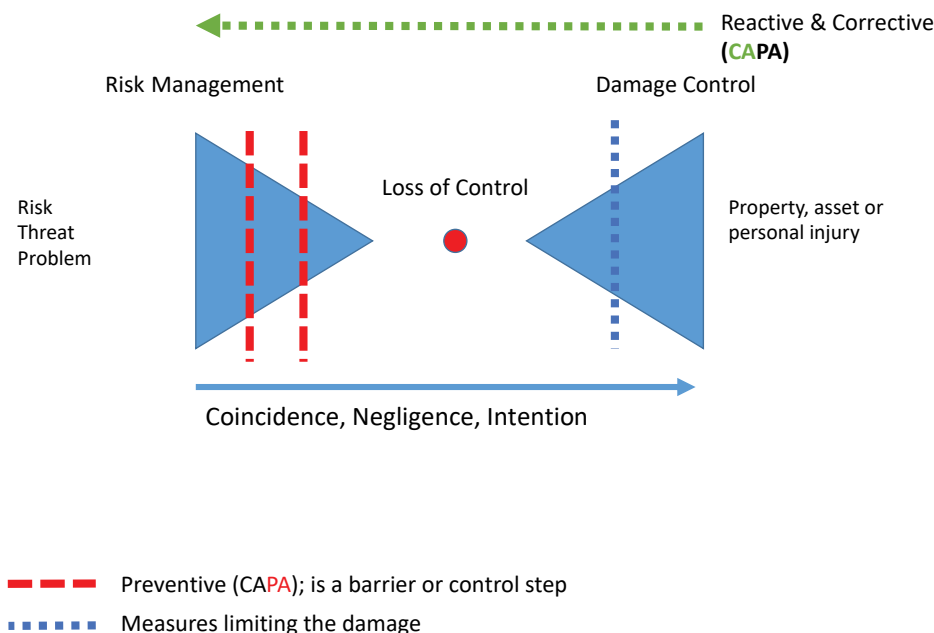 Reactive & Corrective
(CAPA)
Risk Management
Damage Control
Loss of Control
Risk
Threat
Problem
Property, asset or
personal injury
Coincidence, Negligence, Intention
Preventive (CAPA); is a barrier or control step
Measures limiting the damage